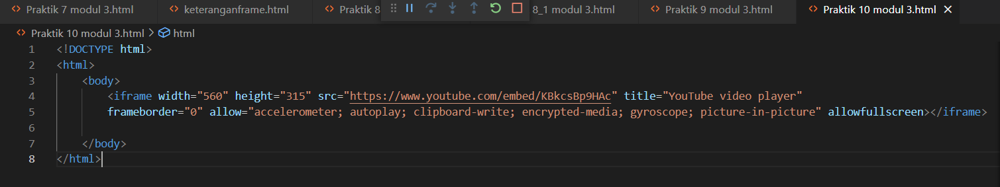 Praktik 7 modul 3.html keteranganframe.html Praktik 8 8_1 modul 3.html Praktik 9 modul 3.html Praktik 10 modul 3.html
Praktik 10 modul 3.html > html
1 <!DOCTYPE html>
2 <html>
3 <body>
4 <iframe width="560" height="315" src="https://www.youtube.com/embed/KBkcsBp9HAc" title="YouTube video player"
5 frameborder="0" allow="accelerometer; autoplay; clipboard-write; encrypted-media; gyroscope; picture-in-picture" allowfullscreen></iframe>
6
7 </body>
8 </html>